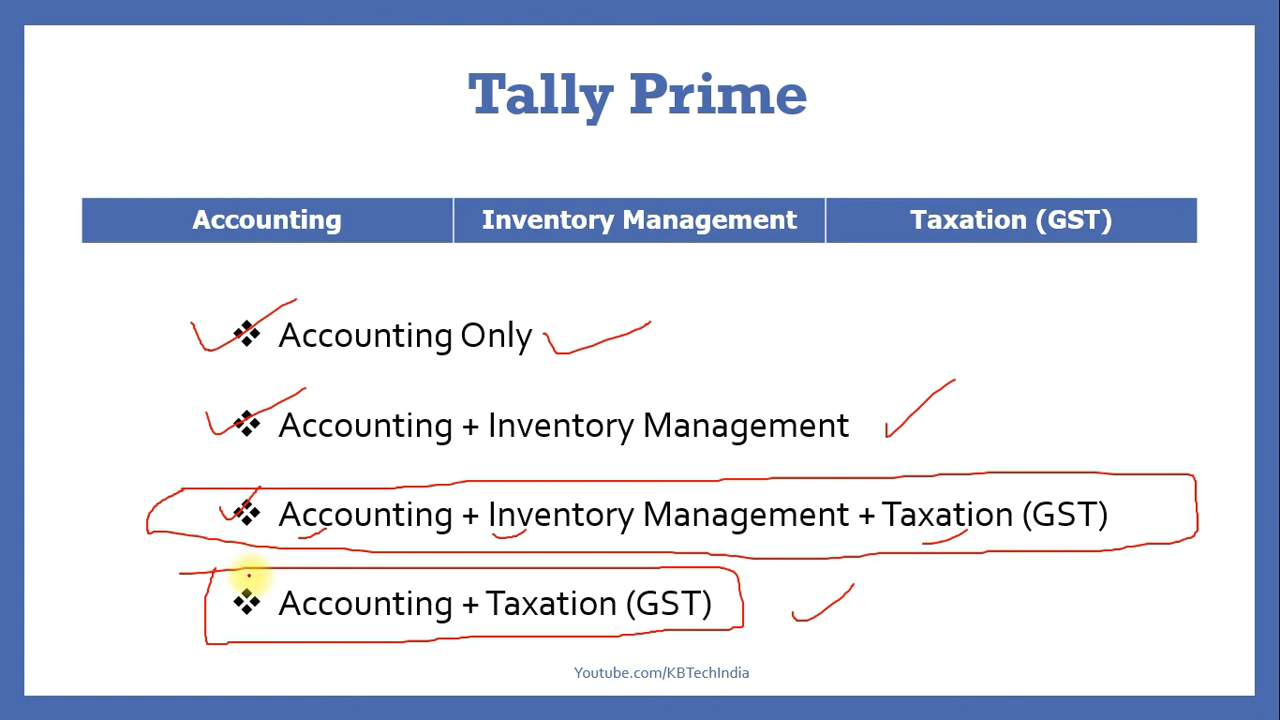 Tally Prime
Accounting Inventory Management Taxation (GST)
❖ Accounting Only
❖ Accounting + Inventory Management
❖ Accounting + Inventory Management + Taxation (GST)
❖ Accounting + Taxation (GST)
Youtube.com/KBTechIndia